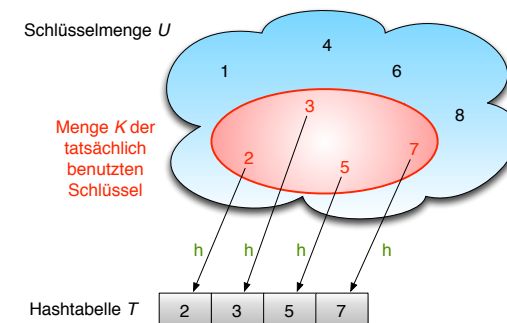 Schlüsselmenge U
4
1
6
8
3
Menge K der
tatsächlich
benutzten
Schlüssel
2
5
7
h h h h
Hashtabelle T
2 3 5 7